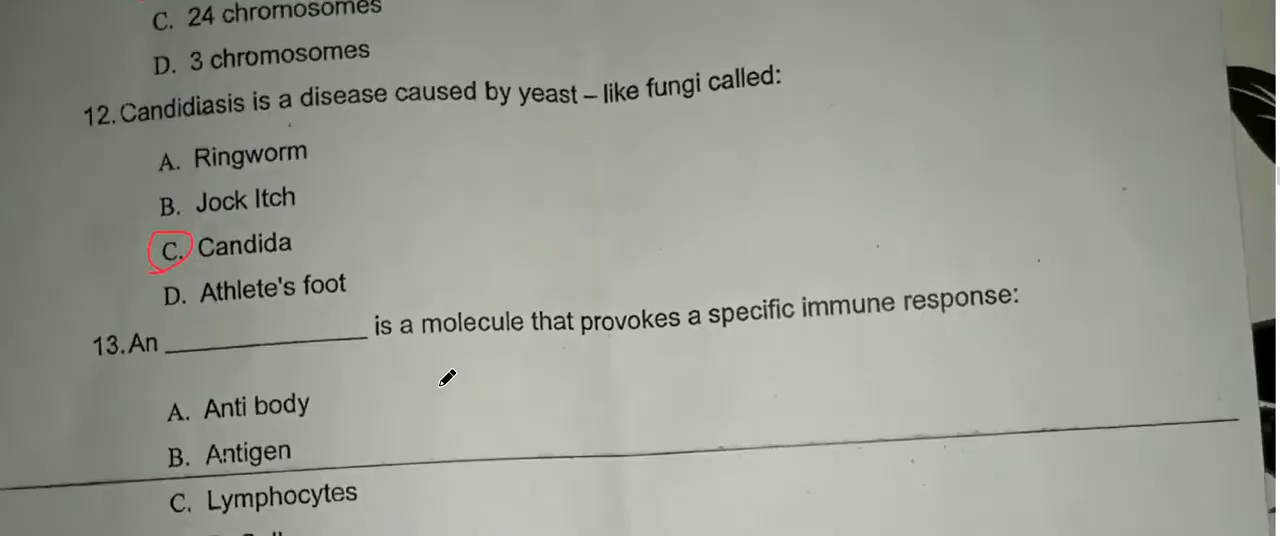 C. 24 chromosomes
D. 3 chromosomes
12. Candidiasis is a disease caused by yeast – like fungi called:
A. Ringworm
B. Jock Itch
C. Candida
D. Athlete's foot
13. An ____________ is a molecule that provokes a specific immune response:
A. Anti body
B. Antigen
C. Lymphocytes